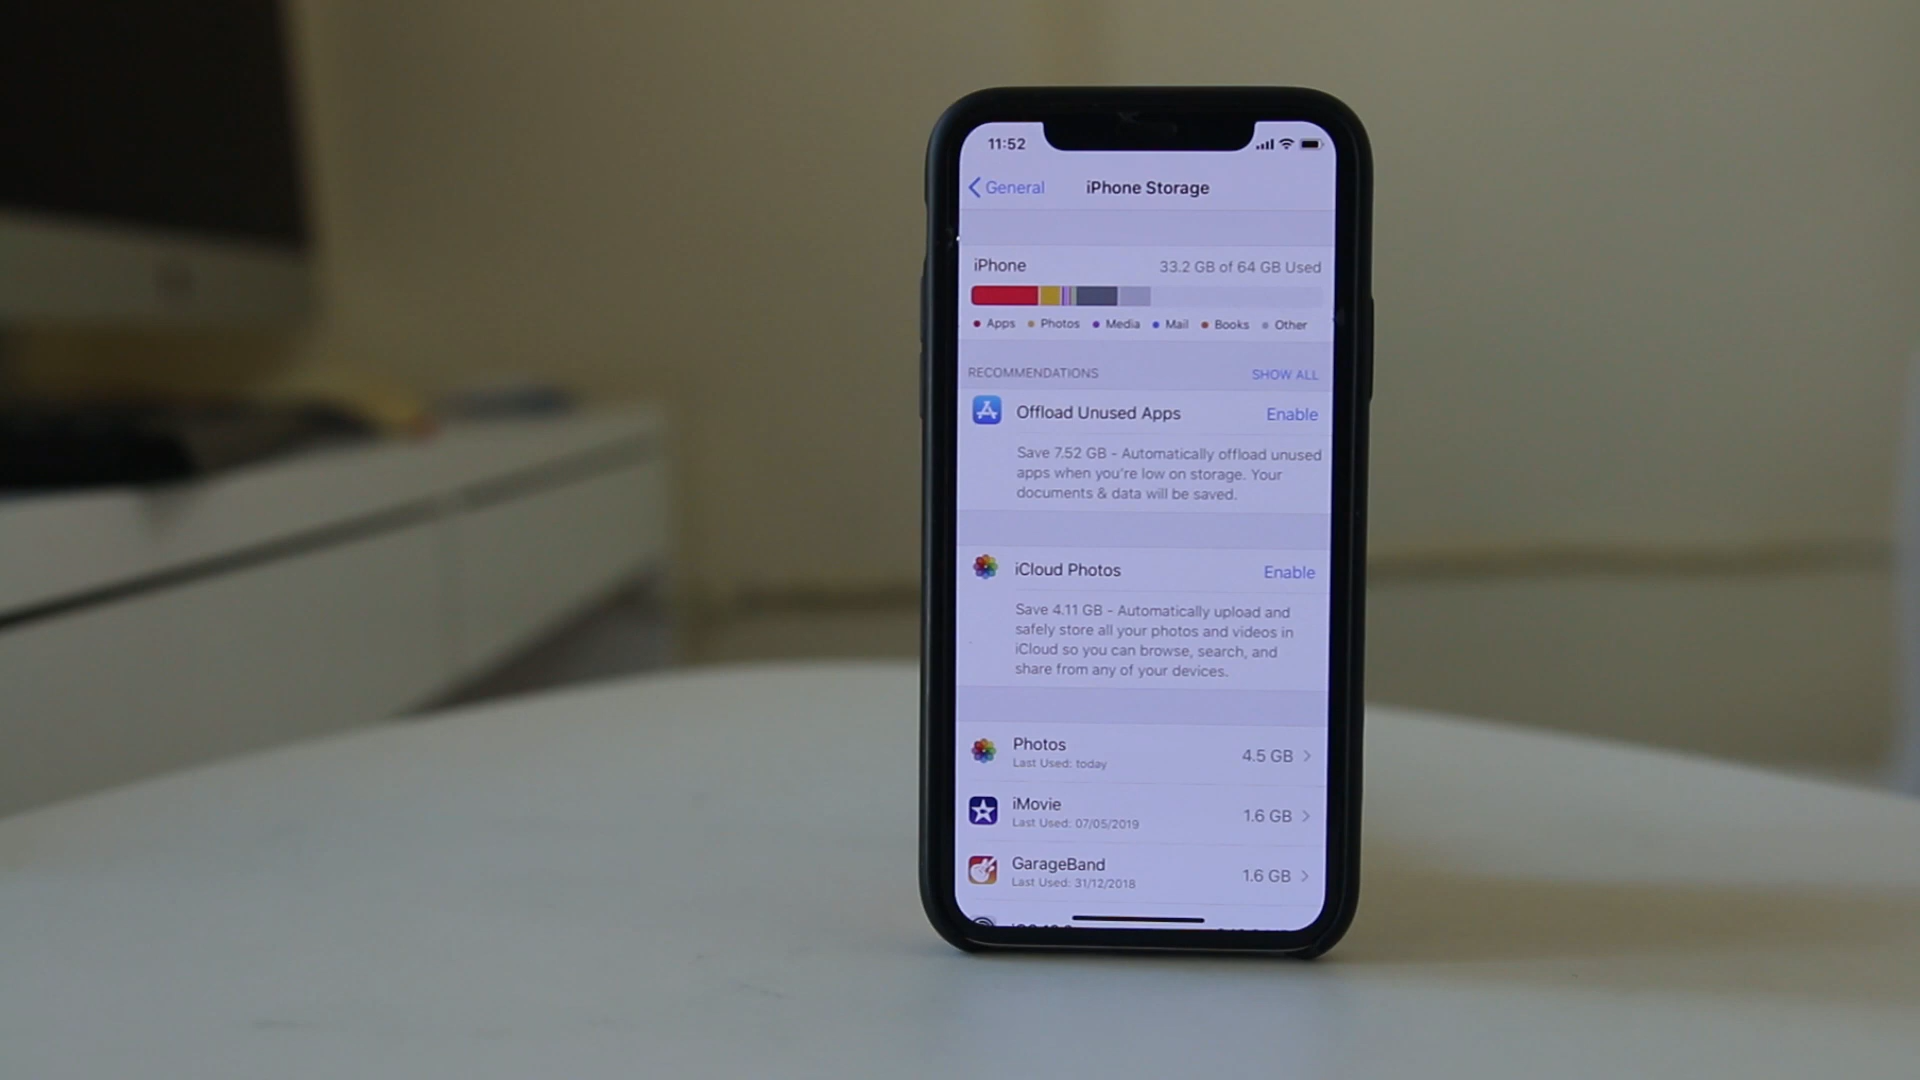 11:52
General
iPhone Storage
iPhone
33.2 GB of 64 GB Used
Apps Photos Media Mail Books Other
RECOMMENDATIONS
SHOW ALL
Offload Unused Apps
Enable
Save 7.52 GB - Automatically offload unused
apps when you're low on storage. Your
documents & data will be saved.
iCloud Photos
Enable
Save 4.11 GB - Automatically upload and
safely store all your photos and videos in
iCloud so you can browse, search, and
share from any of your devices.
Photos
Last Used: today
4.5 GB
iMovie
Last Used: 07/05/2019
1.6 GB
GarageBand
Last Used: 31/12/2018
1.6 GB